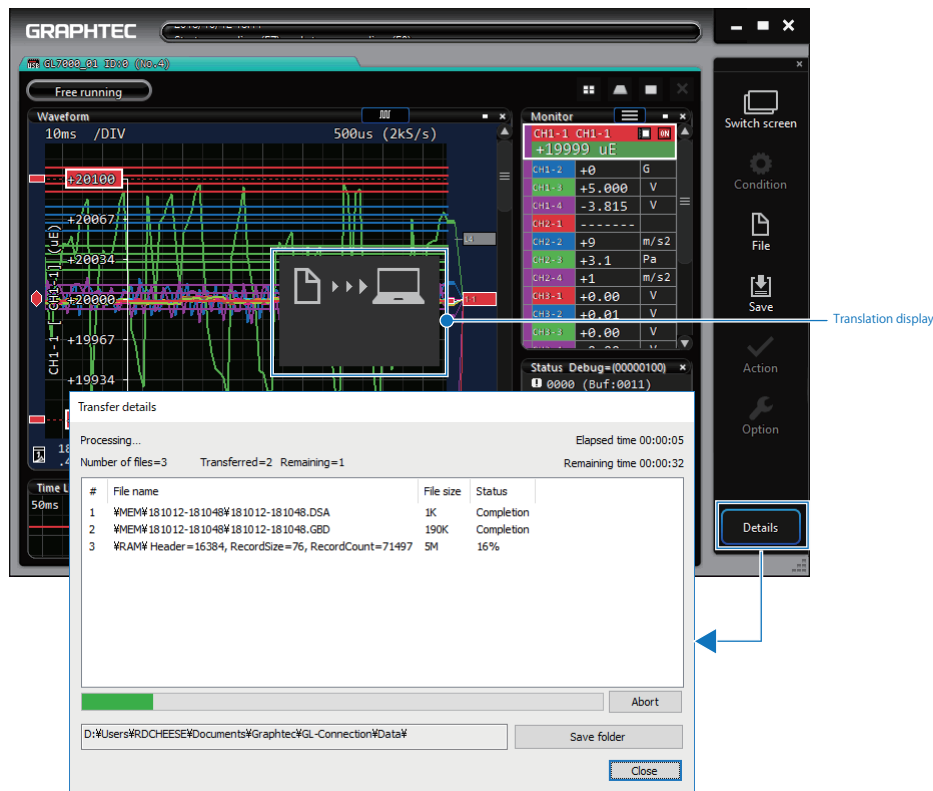 GRAPHTEC
GL7000_01 ID:0 (No.4)
Free running
Waveform
10ms /DIV
500us (2kS/s)
+20100
+20067
+20034
+20000
+19967
+19934
CH1-1 [CH1-1] (uE)
1-1
Monitor
CH1-1 CH1-1 ON
+19999 uE
CH1-2 +0 G
CH1-3 +5.000 V
CH1-4 -3.815 V
CH2-1 -------
CH2-2 +9 m/s2
CH2-3 +3.1 Pa
CH2-4 +1 m/s2
CH3-1 +0.00 V
CH3-2 +0.01 V
CH3-3 +0.00 V
Status Debug=(00000100)
0000 (Buf:0011)
Switch screen
Condition
File
Save
Action
Option
Details
Translation display
Time L
50ms
Transfer details
Processing...
Elapsed time 00:00:05
Number of files=3 Transferred=2 Remaining=1
Remaining time 00:00:32
# File name File size Status
1 ¥MEM¥181012-181048¥181012-181048.DSA 1K Completion
2 ¥MEM¥181012-181048¥181012-181048.GBD 190K Completion
3 ¥RAM¥ Header=16384, RecordSize=76, RecordCount=71497 5M 16%
Abort
D:¥Users¥RDCHEESE¥Documents¥Graphtec¥GL-Connection¥Data¥
Save folder
Close